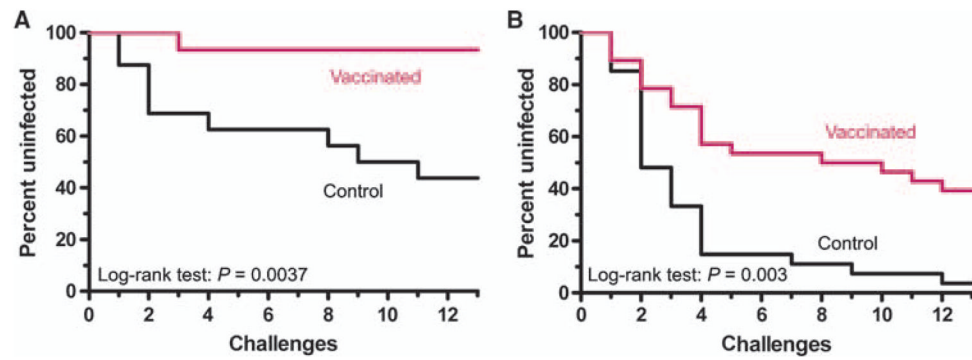 A
Percent uninfected
100
80
60
40
20
0
Vaccinated
Control
Log-rank test: P = 0.0037
0 2 4 6 8 10 12
Challenges
B
Percent uninfected
100
80
60
40
20
0
Vaccinated
Control
Log-rank test: P = 0.003
0 2 4 6 8 10 12
Challenges